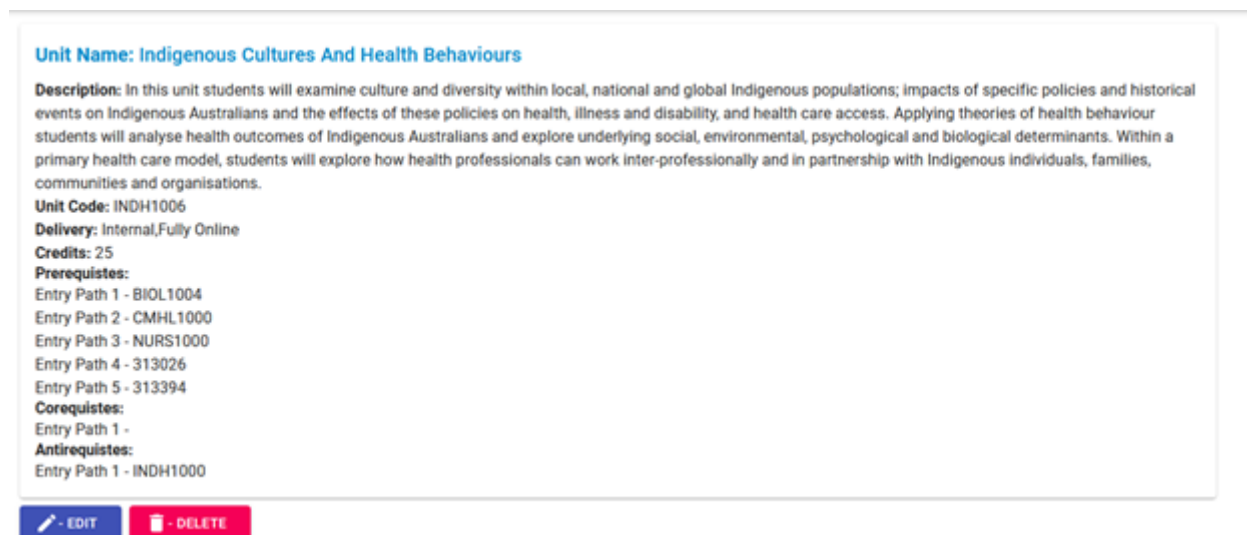 Unit Name: Indigenous Cultures And Health Behaviours
Description: In this unit students will examine culture and diversity within local, national and global Indigenous populations; impacts of specific policies and historical
events on Indigenous Australians and the effects of these policies on health, illness and disability, and health care access. Applying theories of health behaviour
students will analyse health outcomes of Indigenous Australians and explore underlying social, environmental, psychological and biological determinants. Within a
primary health care model, students will explore how health professionals can work inter-professionally and in partnership with Indigenous individuals, families,
communities and organisations.
Unit Code: INDH1006
Delivery: Internal,Fully Online
Credits: 25
Prerequistes:
Entry Path 1 - BIOL1004
Entry Path 2 - CMHL1000
Entry Path 3 - NURS1000
Entry Path 4 - 313026
Entry Path 5 - 313394
Corequistes:
Entry Path 1 -
Antirequistes:
Entry Path 1 - INDH1000
- EDIT - DELETE